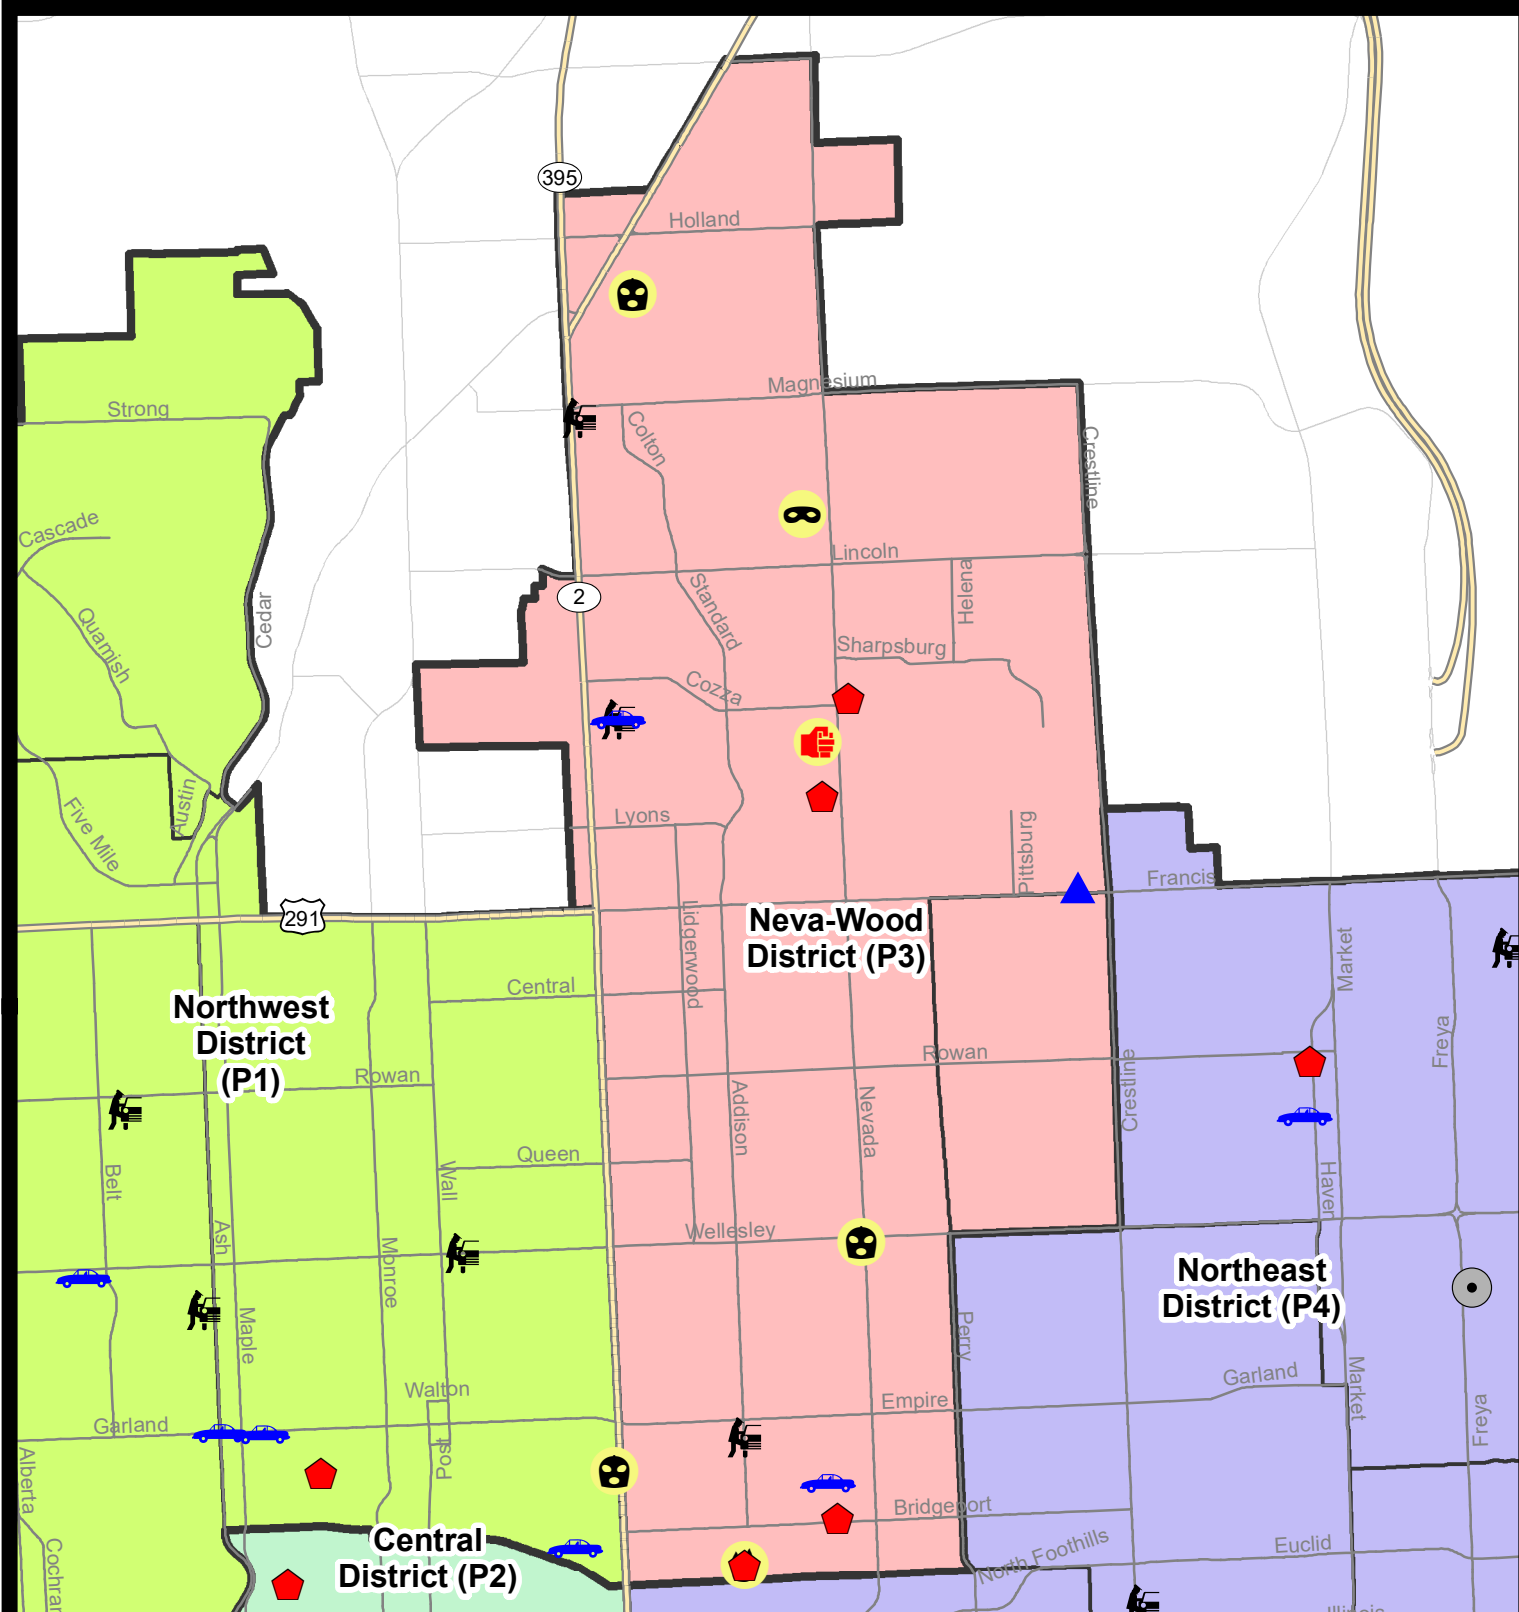 395
Holland
Magnesium
Strong
Colton
Crestline
Cascade
Lincoln
Helena
Standard
2
Cedar
Quamish
Sharpsburg
Cozza
Austin
Five Mile
Lyons
Pittsburg
Francis
291
Lidgerwood
Neva-Wood
District (P3)
Market
Central
Northwest
District
(P1)
Freya
Rowan
Rowan
Crestline
Addison
Nevada
Queen
Belt
Wall
Haven
Ash
Monroe
Wellesley
Northeast
District (P4)
Maple
Perry
Walton
Garland
Market
Empire
Garland
Freya
Post
Alberta
Bridgeport
Central
District (P2)
Cochran
North Foothills
Euclid